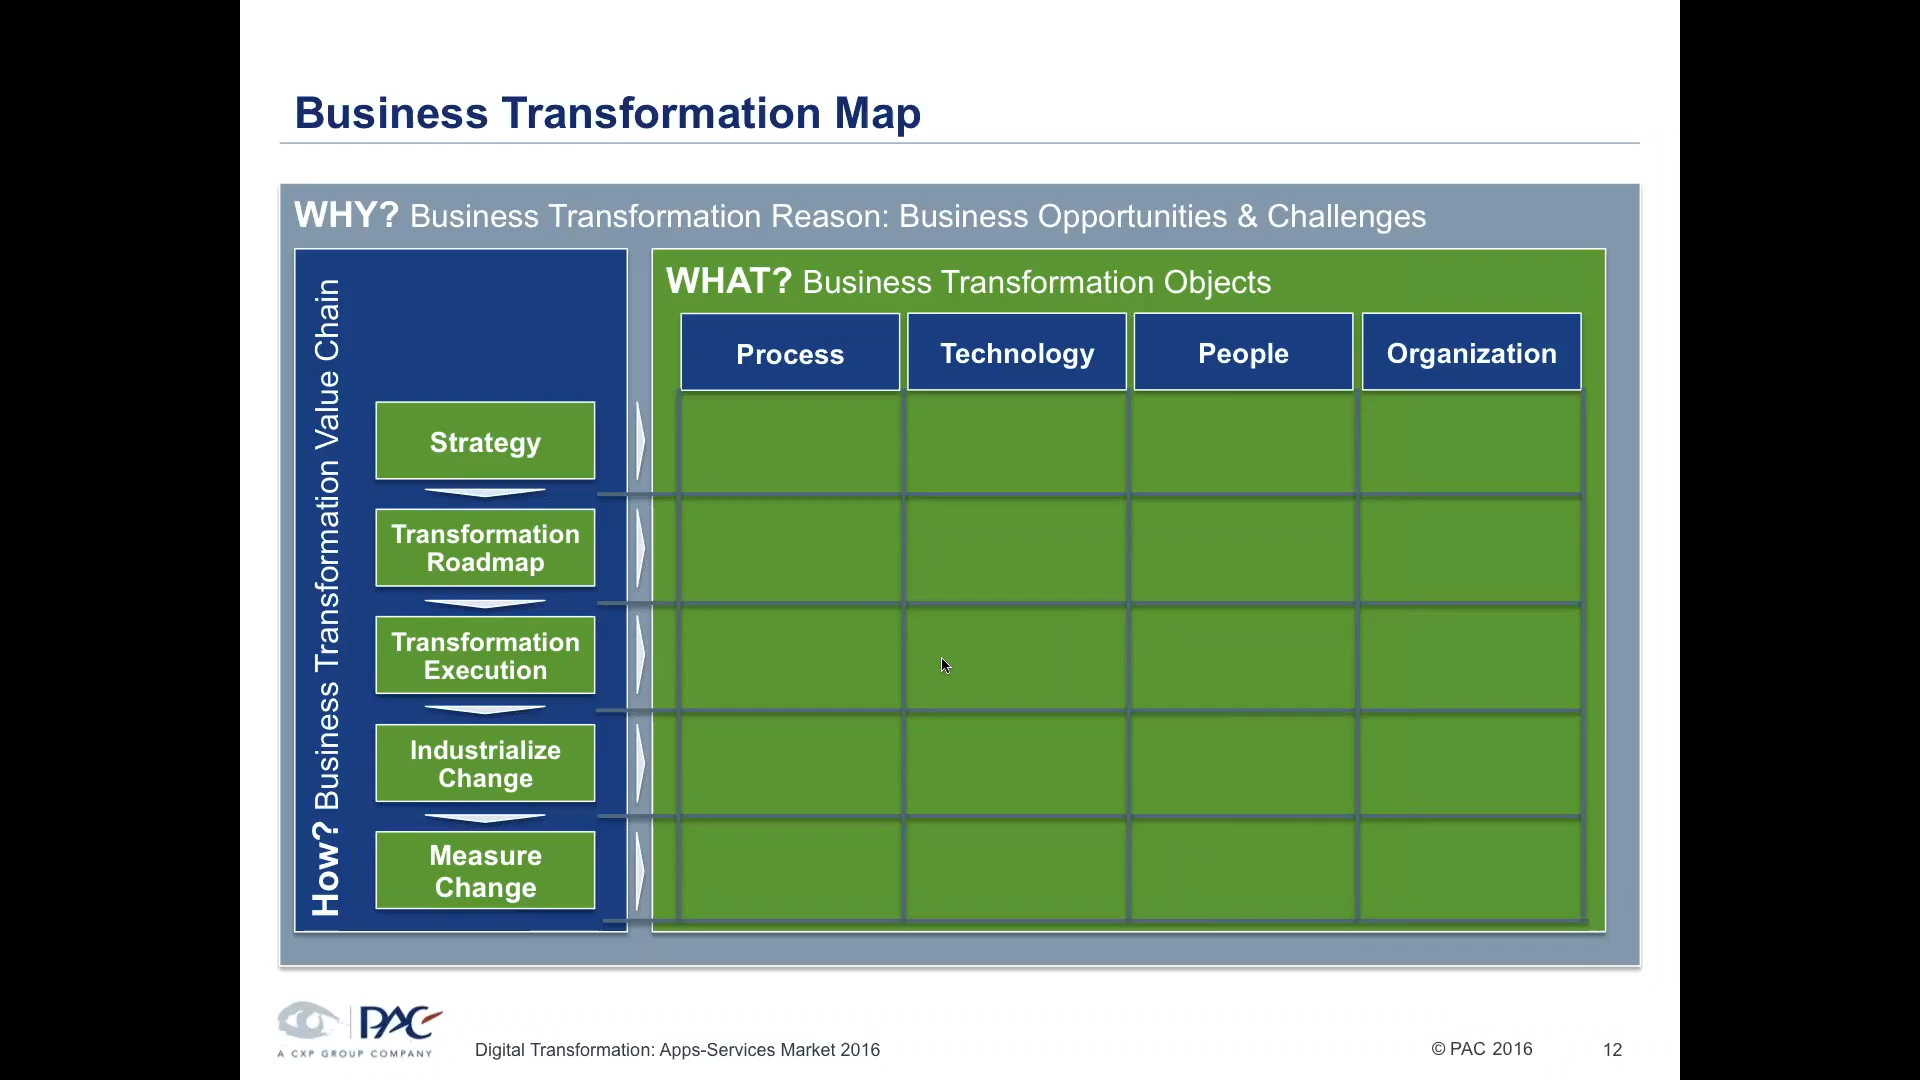 Business Transformation Map
WHY? Business Transformation Reason: Business Opportunities & Challenges
How? Business Transformation Value Chain
WHAT? Business Transformation Objects
Process
Technology
People
Organization
Strategy
Transformation
Roadmap
Transformation
Execution
Industrialize
Change
Measure
Change
PAC
A CXP GROUP COMPANY
Digital Transformation: Apps-Services Market 2016
© PAC 2016
12